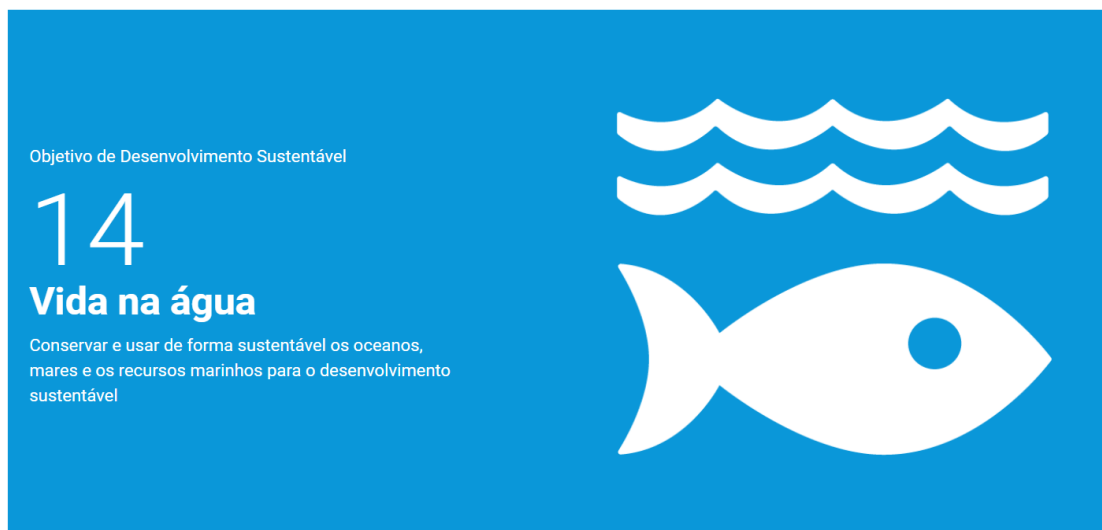 Objetivo de Desenvolvimento Sustentável
14
Vida na água
Conservar e usar de forma sustentável os oceanos,
mares e os recursos marinhos para o desenvolvimento
sustentável